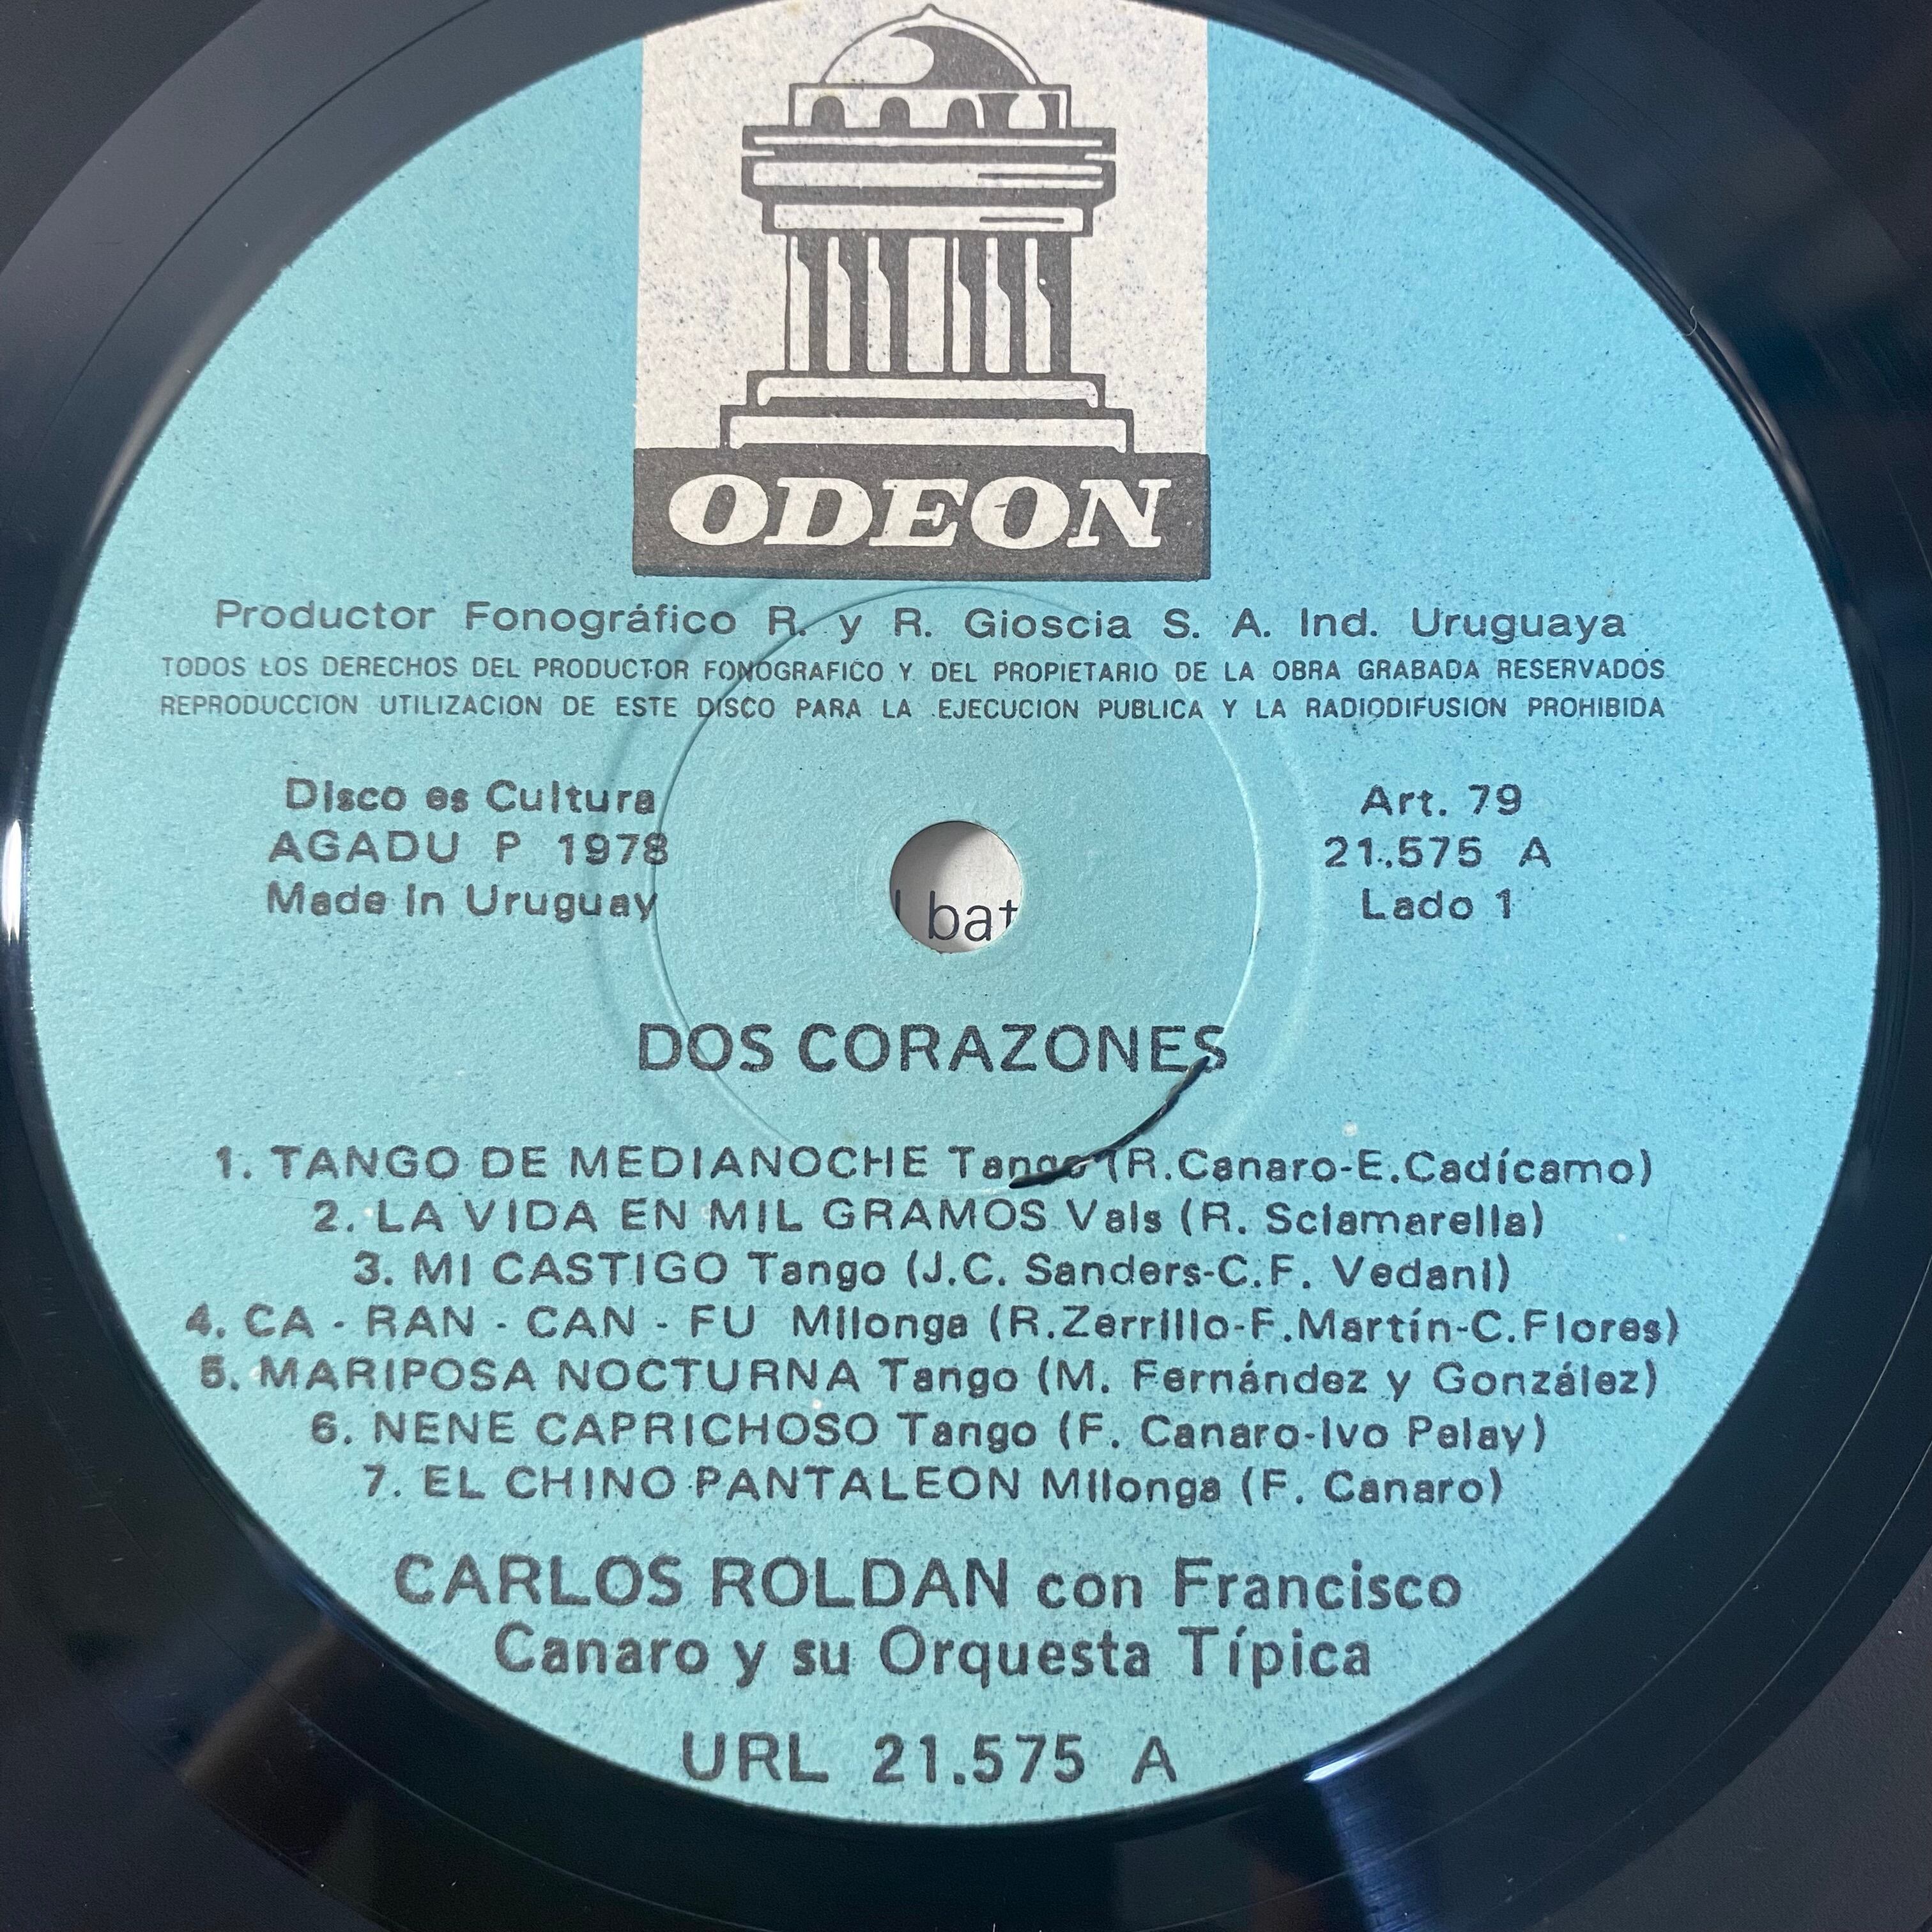 ODEON
Productor Fonográfico R. y R. Gioscia S. A. Ind. Uruguaya
TODOS LOS DERECHOS DEL PRODUCTOR FONOGRAFICO Y DEL PROPIETARIO DE LA OBRA GRABADA RESERVADOS
REPRODUCCION UTILIZACION DE ESTE DISCO PARA LA EJECUCION PUBLICA Y LA RADIODIFUSION PROHIBIDA
Disco es Cultura
AGADU P 1978
Made in Uruguay
Art. 79
21.575 A
Lado 1
bat
DOS CORAZONES
1. TANGO DE MEDIANOCHE Tango (R.Canaro-E.Cadícamo)
2. LA VIDA EN MIL GRAMOS Vals (R. Sciamarella)
3. MI CASTIGO Tango (J.C. Sanders-C.F. Vedani)
4. CA - RAN - CAN - FU Milonga (R.Zerrillo-F.Martín-C.Flores)
5. MARIPOSA NOCTURNA Tango (M. Fernández y González)
6. NENE CAPRICHOSO Tango (F. Canaro-Ivo Pelay)
7. EL CHINO PANTALEON Milonga (F. Canaro)
CARLOS ROLDAN con Francisco
Canaro y su Orquesta Típica
URL 21.575 A